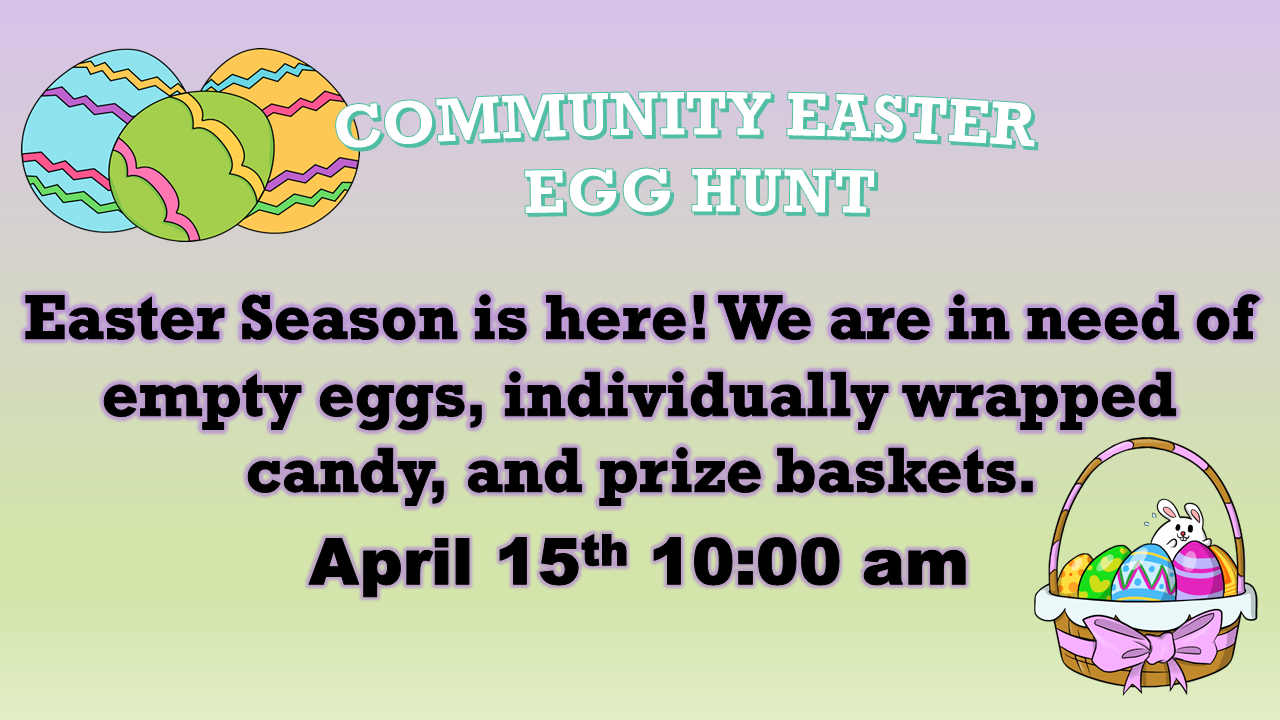 COMMUNITY EASTER
EGG HUNT
Easter Season is here! We are in need of
empty eggs, individually wrapped
candy, and prize baskets.
April 15th 10:00 am